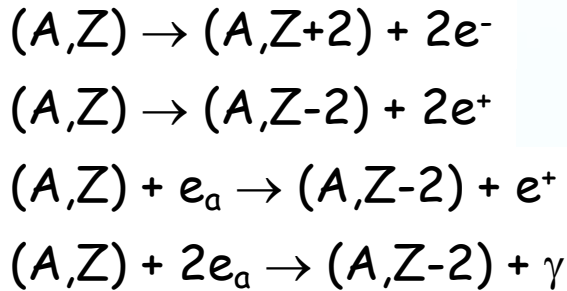 (A,Z) → (A,Z+2) + 2e⁻
(A,Z) → (A,Z-2) + 2e⁺
(A,Z) + eₐ → (A,Z-2) + e⁺
(A,Z) + 2eₐ → (A,Z-2) + γ